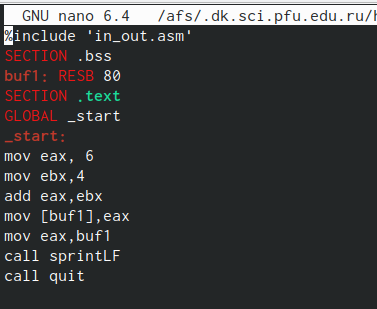 GNU nano 6.4 /afs/.dk.sci.pfu.edu.ru/h
%include 'in_out.asm'
SECTION .bss
buf1: RESB 80
SECTION .text
GLOBAL _start
_start:
mov eax, 6
mov ebx,4
add eax,ebx
mov [buf1],eax
mov eax,buf1
call sprintLF
call quit